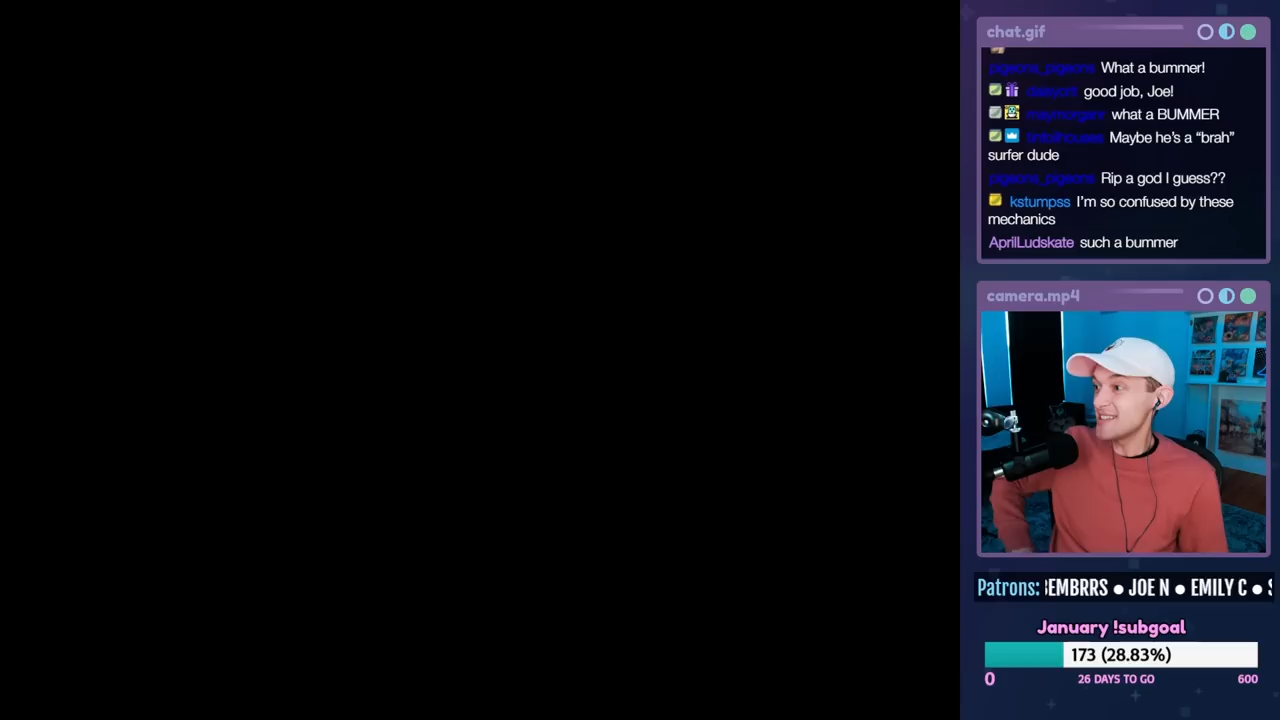 chat.gif
pigeons_pigeons What a bummer!
good job, Joe!
what a BUMMER
Maybe he's a “brah”
surfer dude
pigeons_pigeons Rip a god I guess??
kstumpss I'm so confused by these
mechanics
AprilLudskate such a bummer
camera.mp4
Patrons: EMBRRS ● JOE N ● EMILY C ●
January !subgoal
173 (28.83%)
0 26 DAYS TO GO 600